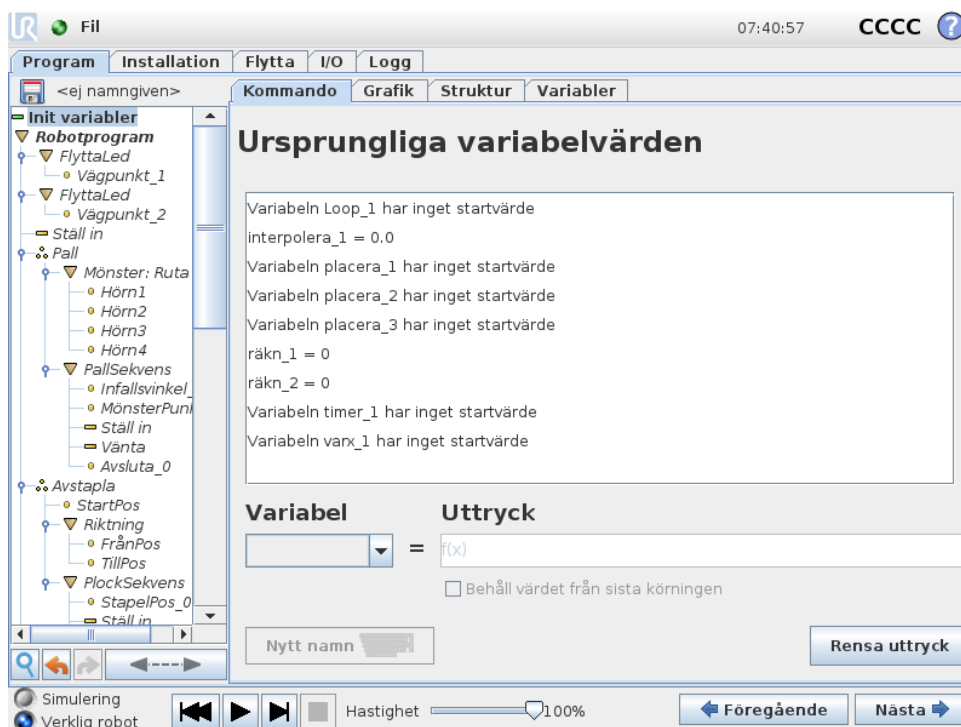 UR Fil 07:40:57 CCCC ?
Program Installation Flytta I/O Logg
<ej namngiven> Kommando Grafik Struktur Variabler
Init variabler
Robotprogram
FlyttaLed
Vägpunkt_1
FlyttaLed
Vägpunkt_2
Ställ in
Pall
Mönster: Ruta
Hörn1
Hörn2
Hörn3
Hörn4
PallSekvens
Infallsvinkel_
MönsterPunl
Ställ in
Vänta
Avsluta_0
Avstapla
StartPos
Riktning
FrånPos
TillPos
PlockSekvens
StapelPos_0
Ställ in
Ursprungliga variabelvärden
Variabeln Loop_1 har inget startvärde
interpolera_1 = 0.0
Variabeln placera_1 har inget startvärde
Variabeln placera_2 har inget startvärde
Variabeln placera_3 har inget startvärde
räkn_1 = 0
räkn_2 = 0
Variabeln timer_1 har inget startvärde
Variabeln varx_1 har inget startvärde
Variabel Uttryck
= f(x)
Behåll värdet från sista körningen
Nytt namn
Rensa uttryck
Simulering
Verklig robot
Hastighet 100%
Föregående Nästa